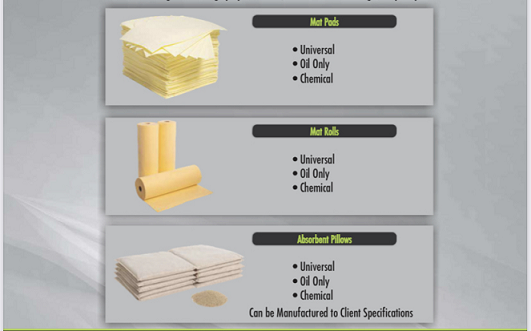 Mat Pads
• Universal
• Oil Only
• Chemical
Mat Rolls
• Universal
• Oil Only
• Chemical
Absorbent Pillows
• Universal
• Oil Only
• Chemical
Can be Manufactured to Client Specifications